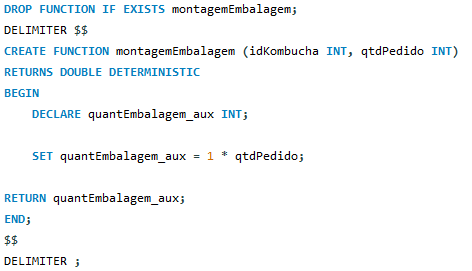 DROP FUNCTION IF EXISTS montagemEmbalagem;
DELIMITER $$
CREATE FUNCTION montagemEmbalagem (idKombucha INT, qtdPedido INT)
RETURNS DOUBLE DETERMINISTIC
BEGIN
    DECLARE quantEmbalagem_aux INT;
    SET quantEmbalagem_aux = 1 * qtdPedido;
RETURN quantEmbalagem_aux;
END;
$$
DELIMITER ;